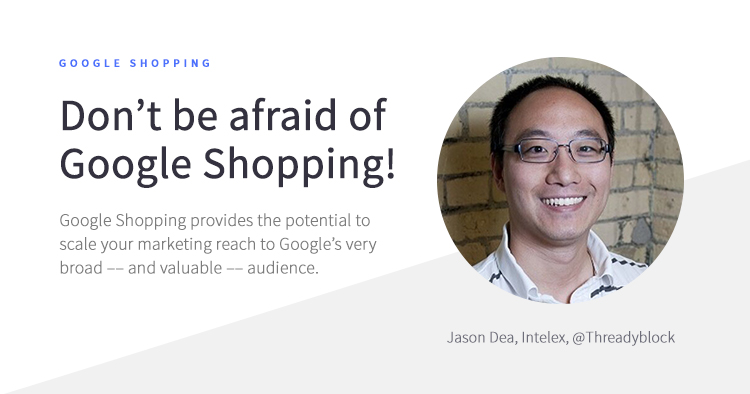 GOOGLE SHOPPING
Don’t be afraid of
Google Shopping!
Google Shopping provides the potential to
scale your marketing reach to Google’s very
broad –– and valuable –– audience.
Jason Dea, Intelex, @Threadyblock